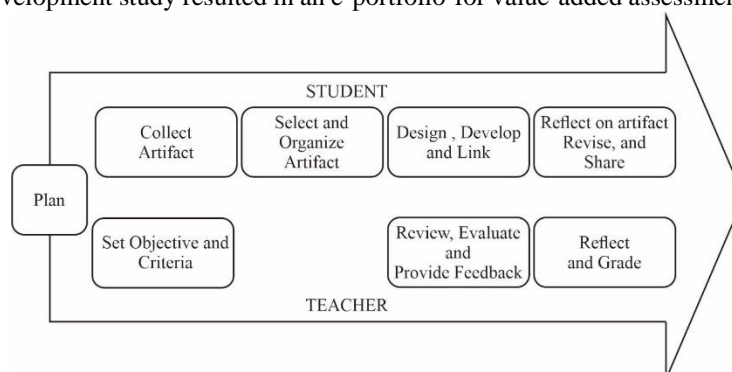 velopment study resulted in an e-portfolio for value-added assessmen
STUDENT
Collect
Artifact
Select and
Organize
Artifact
Design , Develop
and Link
Reflect on artifact
Revise, and
Share
Plan
Set Objective and
Criteria
Review, Evaluate
and
Provide Feedback
Reflect
and Grade
TEACHER